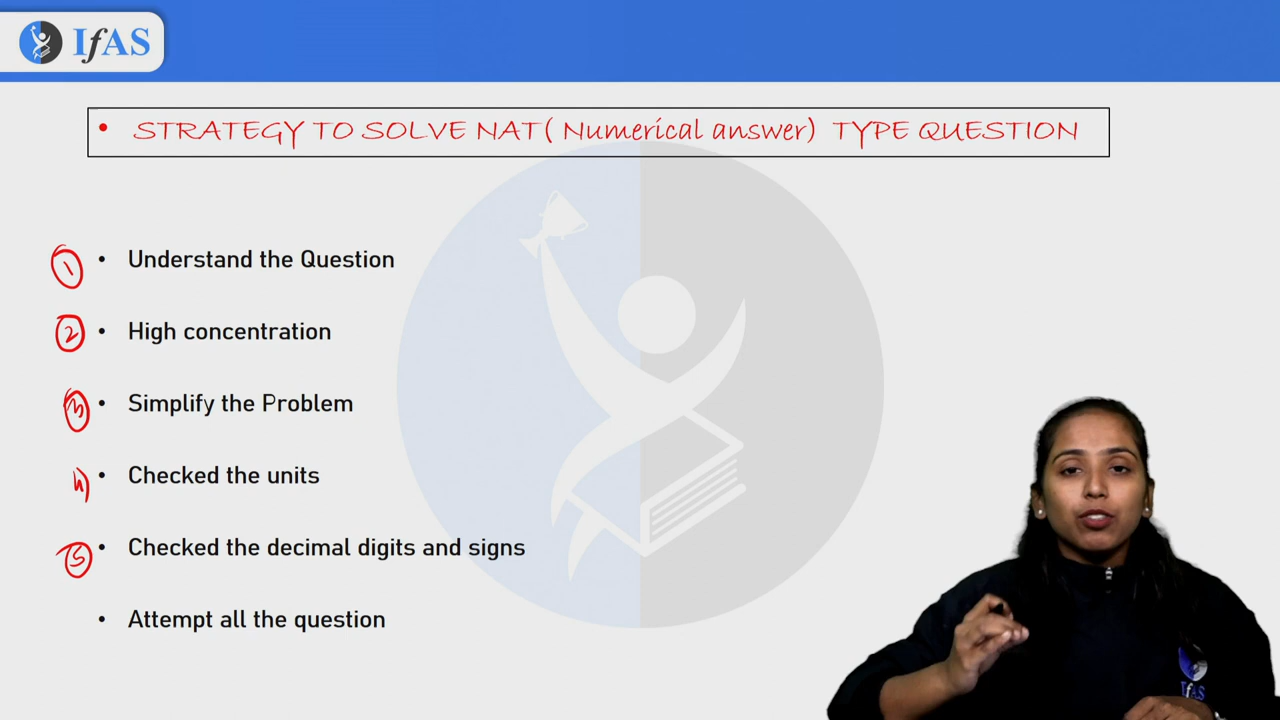 IfAS
• STRATEGY TO SOLVE NAT( Numerical answer) TYPE QUESTION
1 • Understand the Question
2 • High concentration
3 • Simplify the Problem
4) • Checked the units
5 • Checked the decimal digits and signs
• Attempt all the question
IfAS